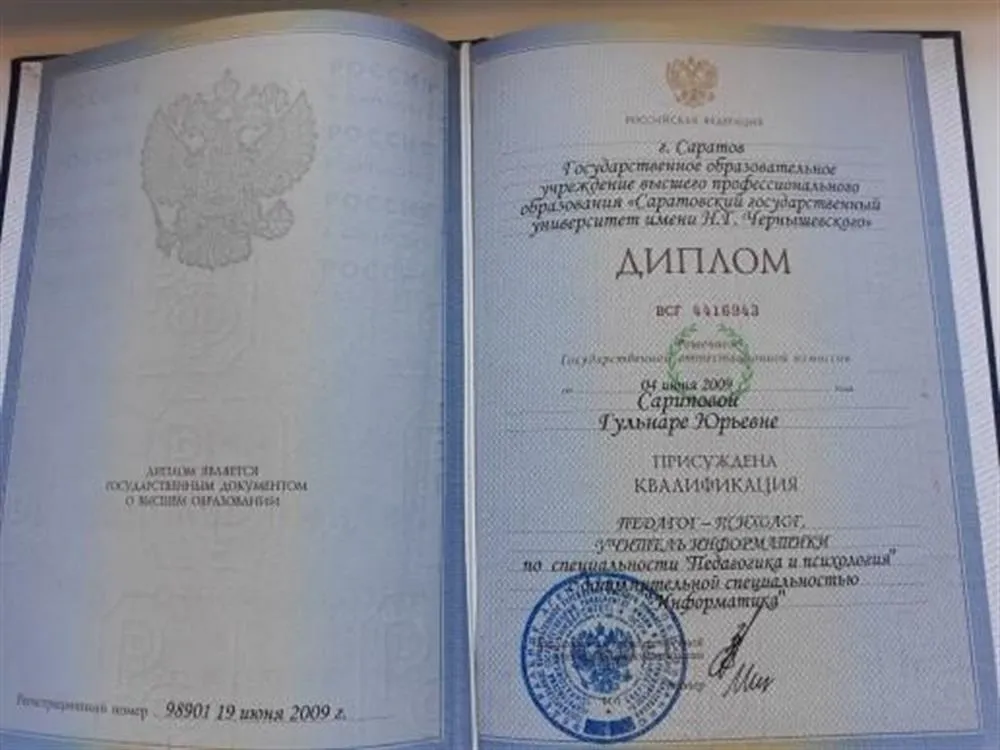 ДИПЛОМ ЯВЛЯЕТСЯ
ГОСУДАРСТВЕННЫМ ДОКУМЕНТОМ
О ВЫСШЕМ ОБРАЗОВАНИИ
Регистрационный номер 98901 19 июня 2009 г.
РОССИЙСКАЯ ФЕДЕРАЦИЯ
г. Саратов
Государственное образовательное
учреждение высшего профессионального
образования «Саратовский государственный
университет имени Н.Г. Чернышевского»
ДИПЛОМ
ВСГ 4416943
Решением
Государственной аттестационной комиссии
от 04 июня 2009 года
Сариповой
Гульнаре Юрьевне
ПРИСУЖДЕНА
КВАЛИФИКАЦИЯ
ПЕДАГОГ – ПСИХОЛОГ,
УЧИТЕЛЬ ИНФОРМАТИКИ
по специальности "Педагогика и психология"
дополнительной специальностью
"Информатика"